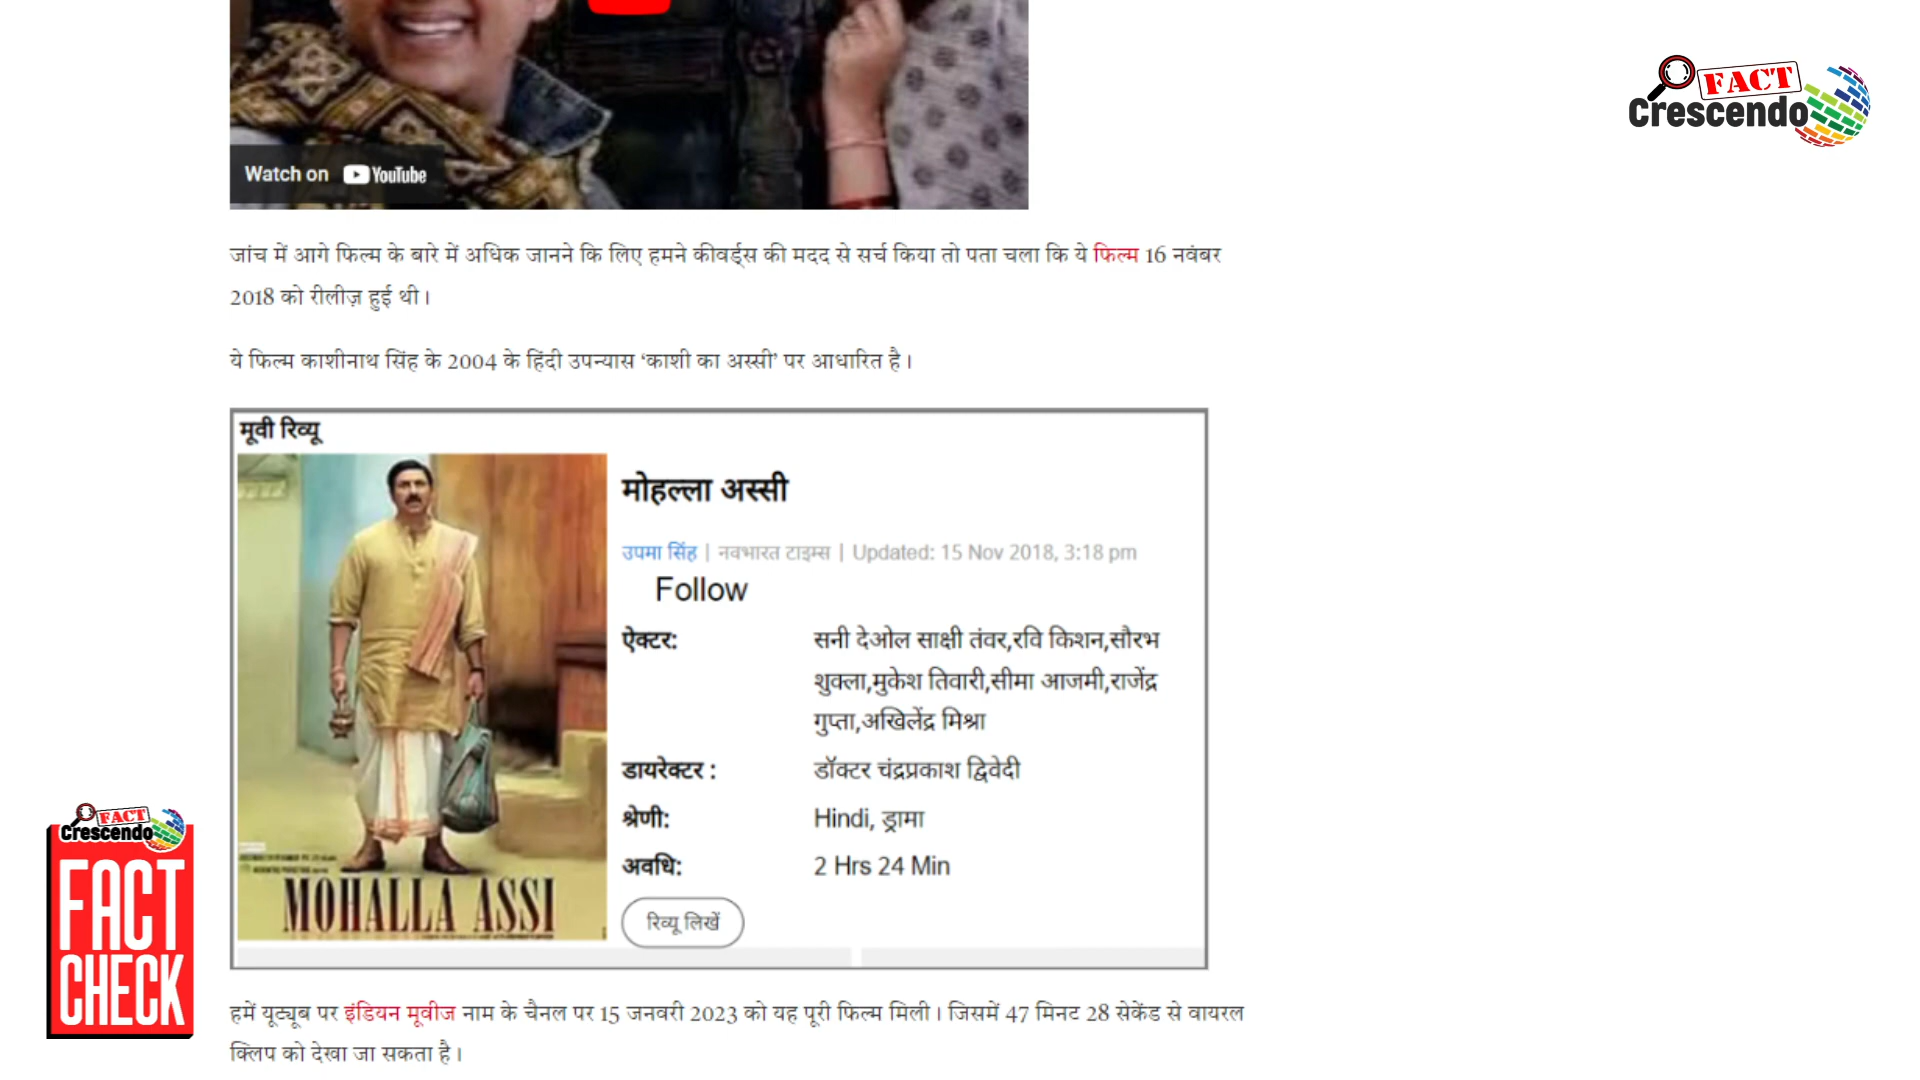 Watch on YouTube
FACT
Crescendo
जांच में आगे फिल्म के बारे में अधिक जानने कि लिए हमने कीवर्ड्स की मदद से सर्च किया तो पता चला कि ये फिल्म 16 नवंबर
2018 को रीलीज़ हुई थी।
ये फिल्म काशीनाथ सिंह के 2004 के हिंदी उपन्यास ‘काशी का अस्सी’ पर आधारित है।
मूवी रिव्यू
मोहल्ला अस्सी
उपमा सिंह | नवभारत टाइम्स | Updated: 15 Nov 2018, 3:18 pm
Follow
ऐक्टर: सनी देओल साक्षी तंवर,रवि किशन,सौरभ
शुक्ला,मुकेश तिवारी,सीमा आजमी,राजेंद्र
गुप्ता,अखिलेंद्र मिश्रा
डायरेक्टर : डॉक्टर चंद्रप्रकाश द्विवेदी
श्रेणी: Hindi, ड्रामा
अवधि: 2 Hrs 24 Min
रिव्यू लिखें
MOHALLA ASSI
FACT
Crescendo
FACT
CHECK
हमें यूट्यूब पर इंडियन मूवीज नाम के चैनल पर 15 जनवरी 2023 को यह पूरी फिल्म मिली। जिसमें 47 मिनट 28 सेकेंड से वायरल
क्लिप को देखा जा सकता है।